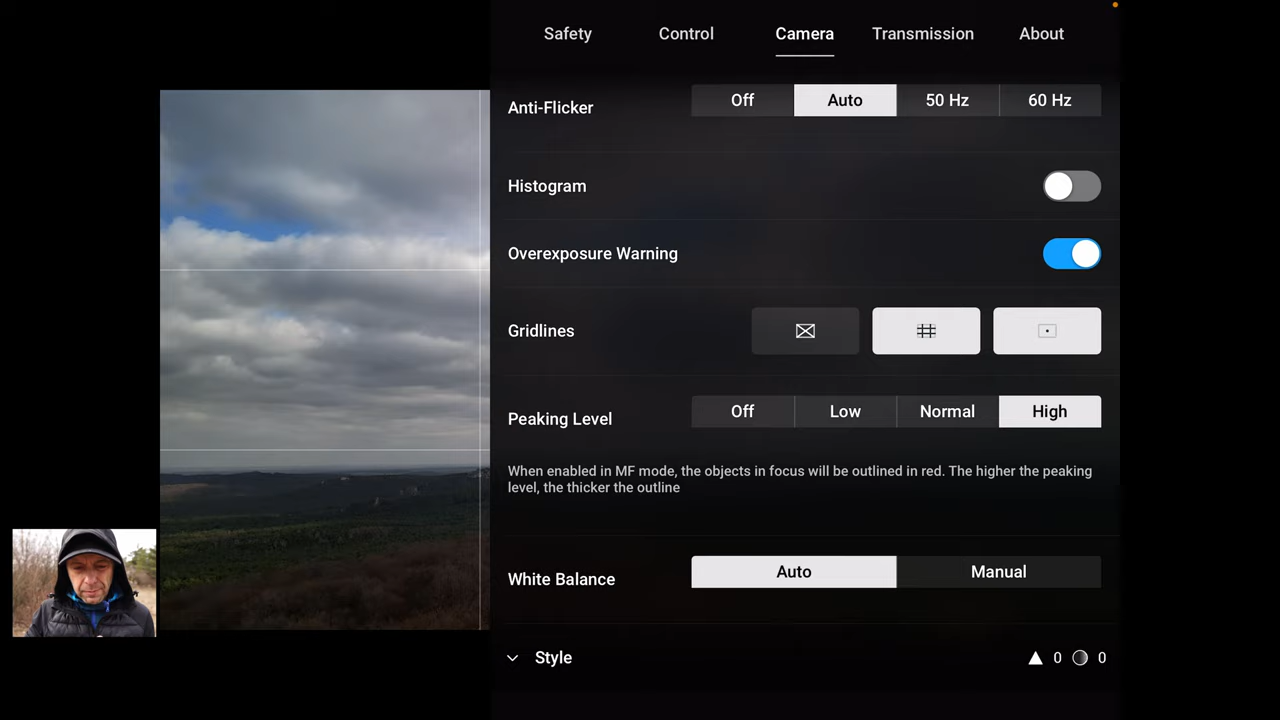 Safety Control Camera Transmission About
Anti-Flicker Off Auto 50 Hz 60 Hz
Histogram
Overexposure Warning
Gridlines
Peaking Level Off Low Normal High
When enabled in MF mode, the objects in focus will be outlined in red. The higher the peaking
level, the thicker the outline
White Balance Auto Manual
Style 0 0